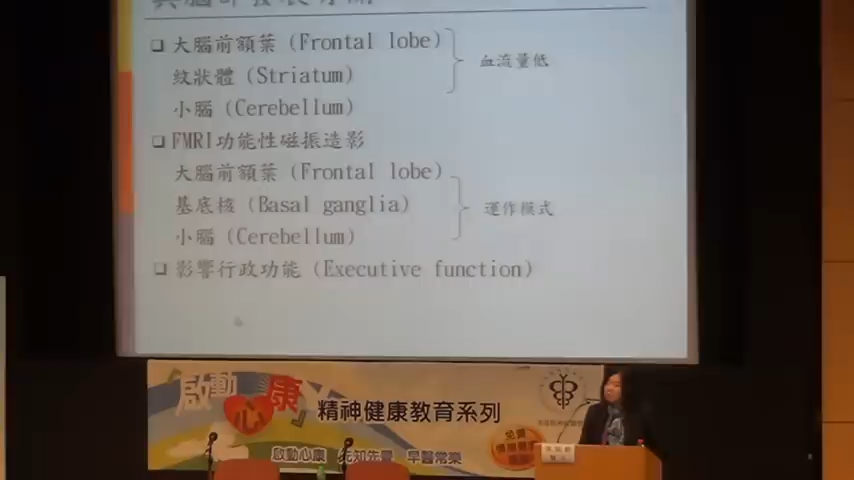 ❑ 大腦前額葉 (Frontal lobe)
紋狀體 (Striatum)
血流量低
小腦 (Cerebellum)
❑ FMRI功能性磁振造影
大腦前額葉 (Frontal lobe)
基底核 (Basal ganglia)
運作模式
小腦 (Cerebellum)
❑ 影響行政功能 (Executive function)
『啟動心康』
精神健康教育系列
免費
啟動心康 先知先覺 早醫常樂